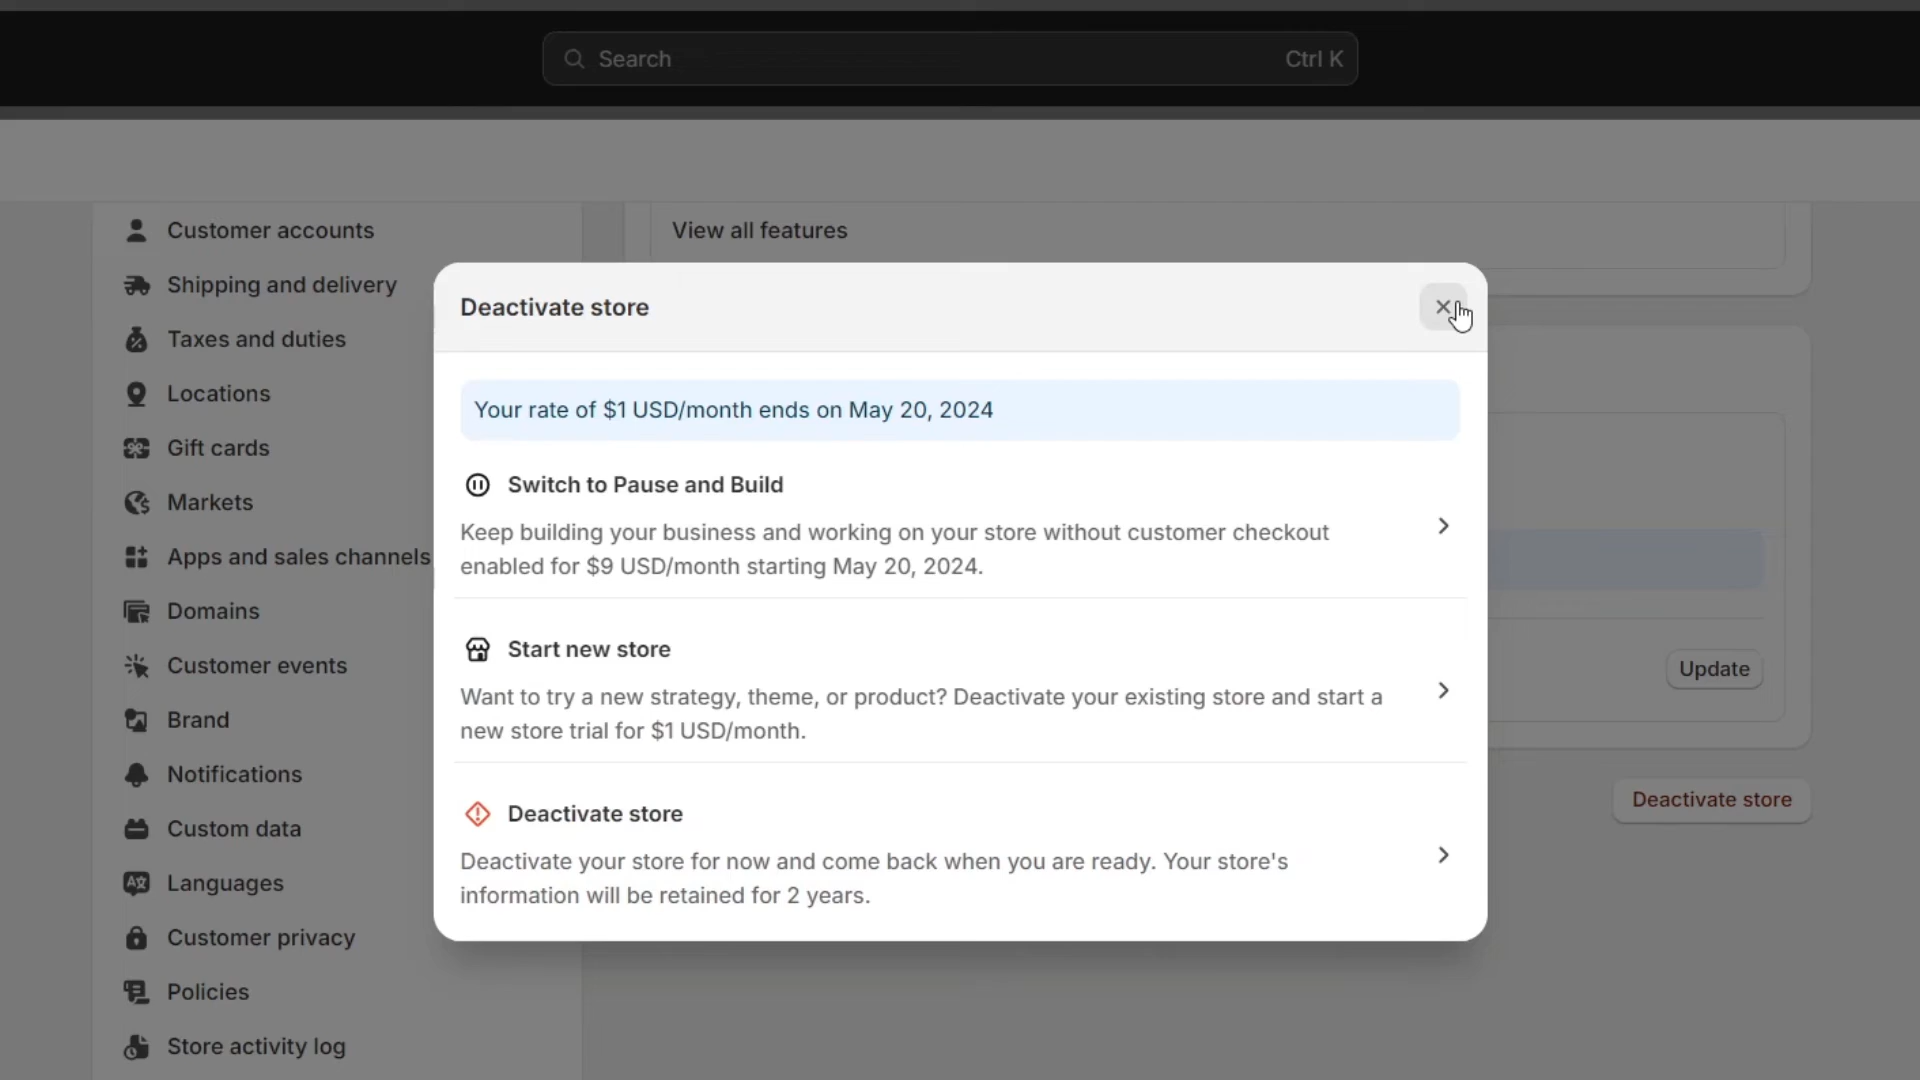 Search
Ctrl K
Customer accounts
Shipping and delivery
Taxes and duties
Locations
Gift cards
Markets
Apps and sales channels
Domains
Customer events
Brand
Notifications
Custom data
Languages
Customer privacy
Policies
Store activity log
View all features
Deactivate store
Your rate of $1 USD/month ends on May 20, 2024
Switch to Pause and Build
Keep building your business and working on your store without customer checkout
enabled for $9 USD/month starting May 20, 2024.
Start new store
Want to try a new strategy, theme, or product? Deactivate your existing store and start a
new store trial for $1 USD/month.
Deactivate store
Deactivate your store for now and come back when you are ready. Your store's
information will be retained for 2 years.
Update
Deactivate store